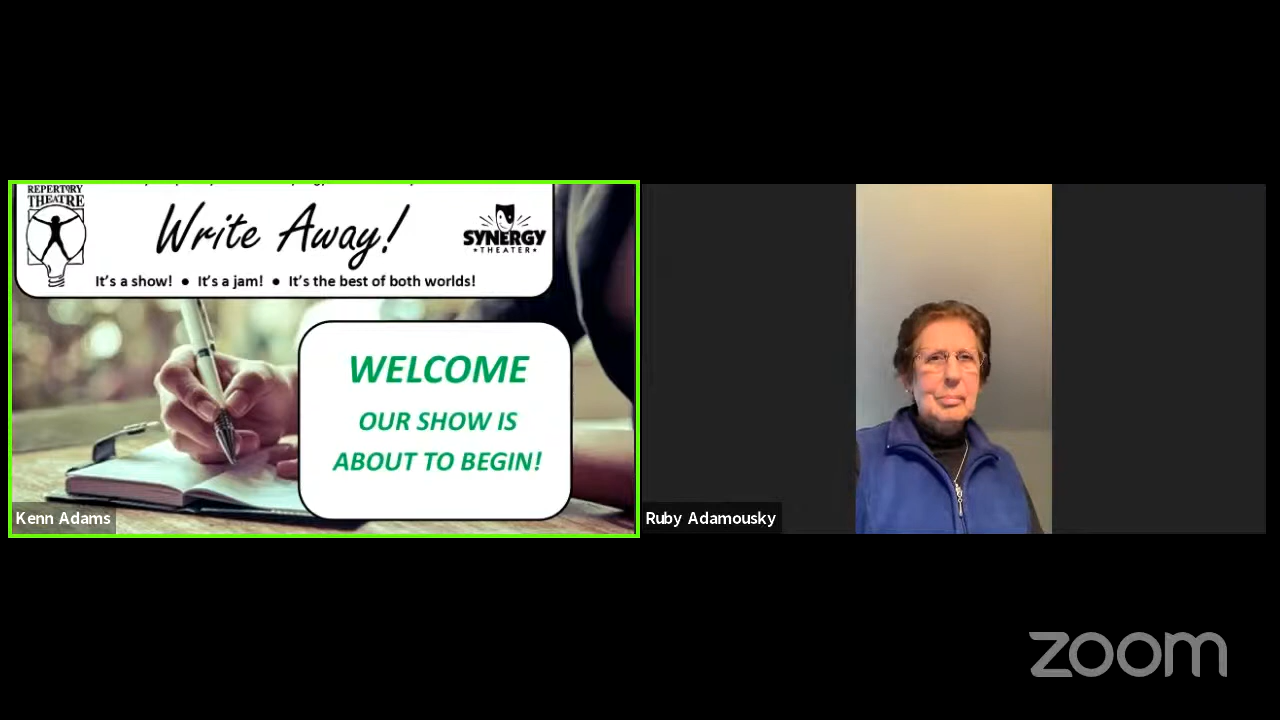 REPERTORY
THEATRE
Write Away!
SYNERGY
THEATER
It's a show! ● It's a jam! ● It's the best of both worlds!
WELCOME
OUR SHOW IS
ABOUT TO BEGIN!
Kenn Adams
Ruby Adamousky
zoom